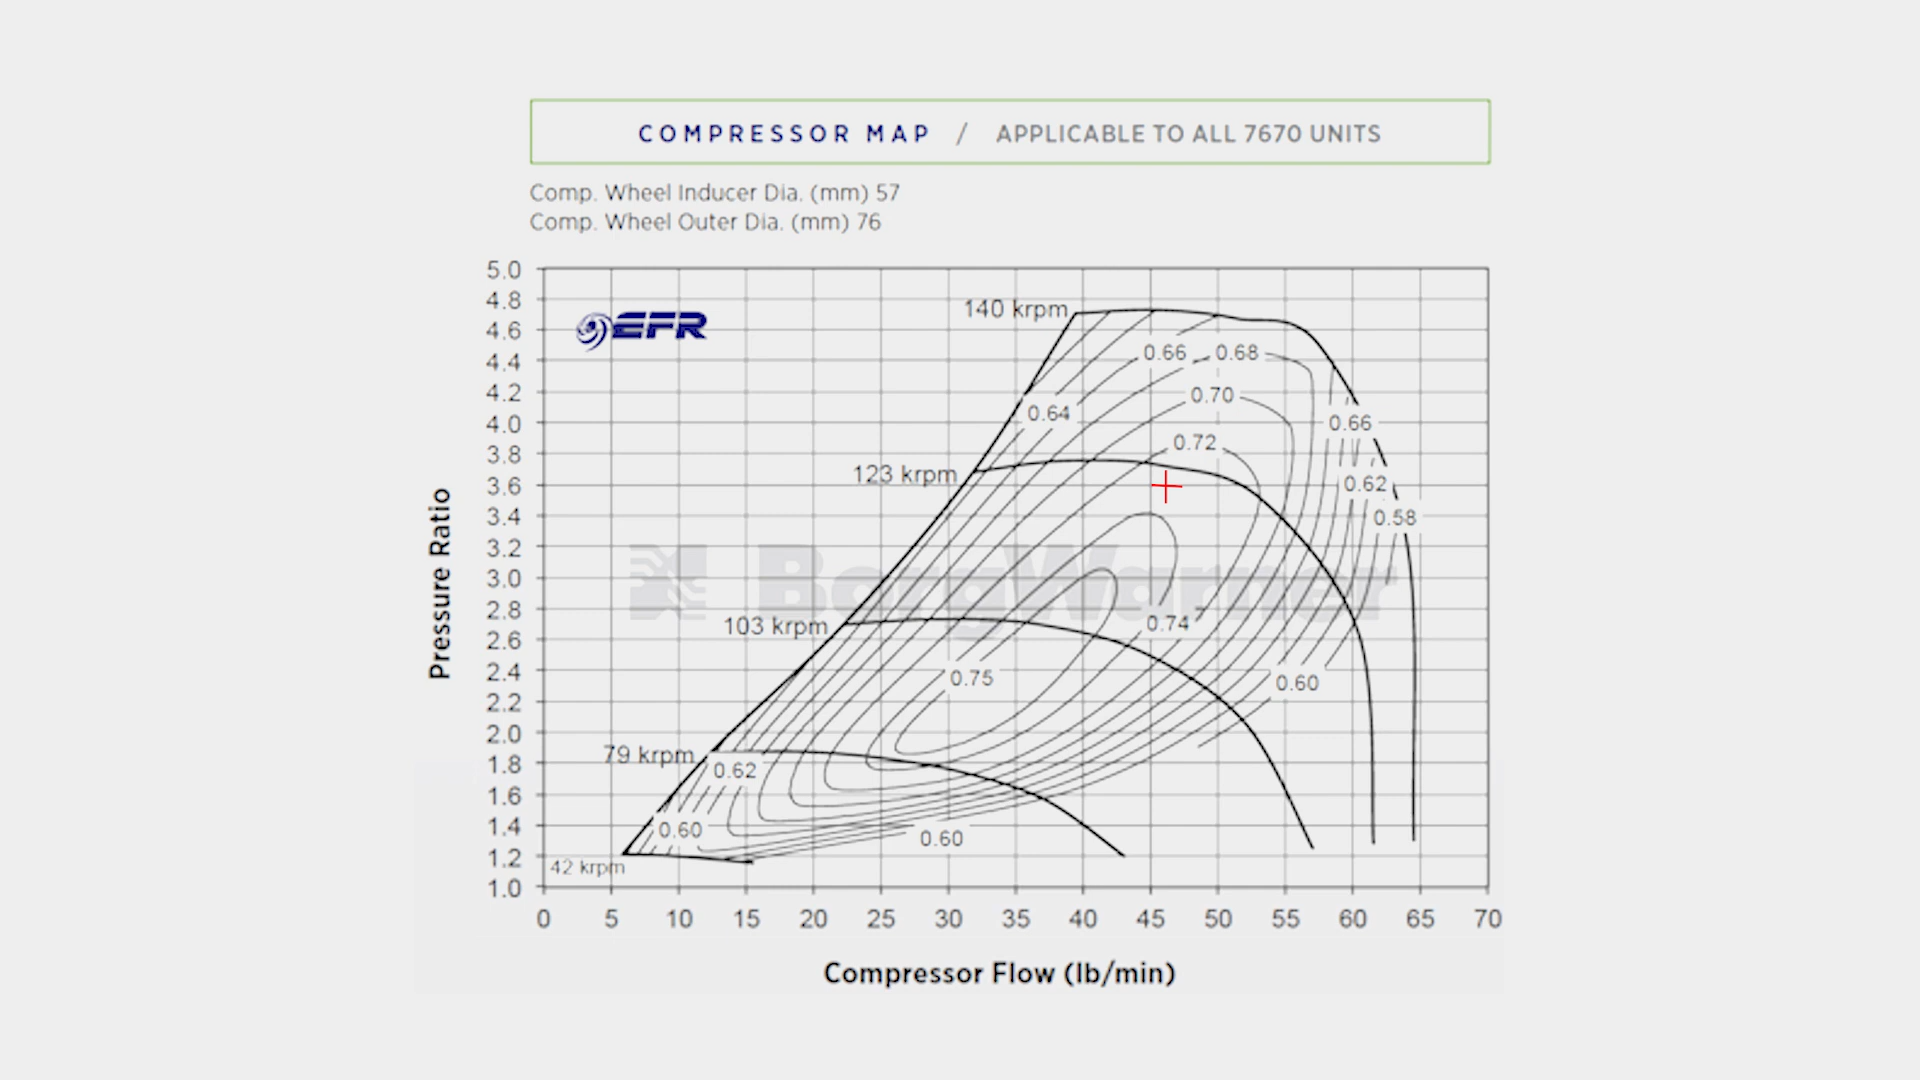 COMPRESSOR MAP / APPLICABLE TO ALL 7670 UNITS
Comp. Wheel Inducer Dia. (mm) 57
Comp. Wheel Outer Dia. (mm) 76
5.0
4.8
4.6
4.4
4.2
4.0
3.8
3.6
3.4
3.2
3.0
2.8
2.6
2.4
2.2
2.0
1.8
1.6
1.4
1.2
1.0
Pressure Ratio
EFR
140 krpm
0.66 0.68
0.70
0.64
0.66
0.72
123 krpm
0.62
0.58
BorgWarner
103 krpm
0.74
0.75
0.60
79 krpm
0.62
0.60
0.60
42 krpm
0 5 10 15 20 25 30 35 40 45 50 55 60 65 70
Compressor Flow (lb/min)